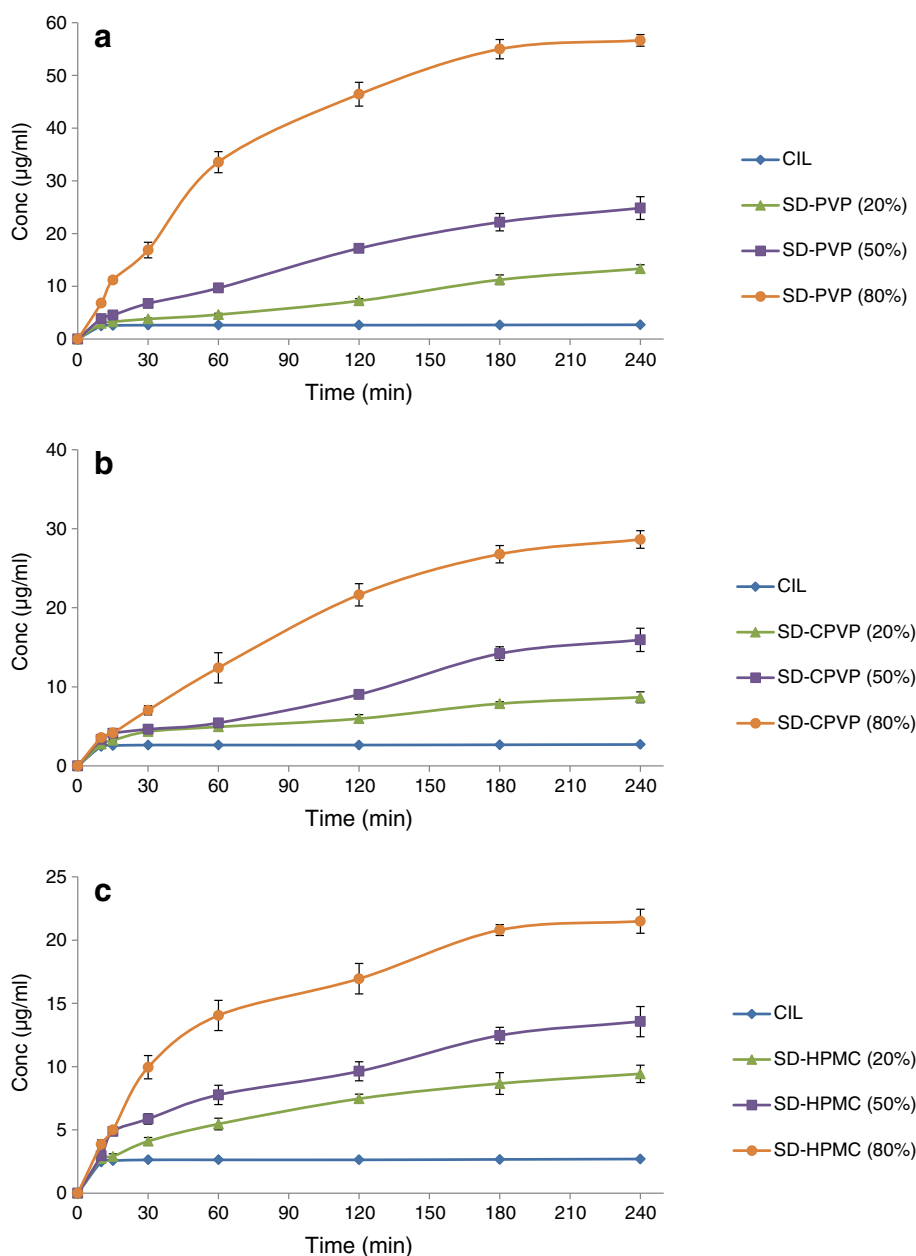 a
60
50
40
30
20
10
0
Conc (µg/ml)
0 30 60 90 120 150 180 210 240
Time (min)
CIL
SD-PVP (20%)
SD-PVP (50%)
SD-PVP (80%)
b
40
30
20
10
0
Conc (µg/ml)
0 30 60 90 120 150 180 210 240
Time (min)
CIL
SD-CPVP (20%)
SD-CPVP (50%)
SD-CPVP (80%)
c
25
20
15
10
5
0
Conc (µg/ml)
0 30 60 90 120 150 180 210 240
Time (min)
CIL
SD-HPMC (20%)
SD-HPMC (50%)
SD-HPMC (80%)